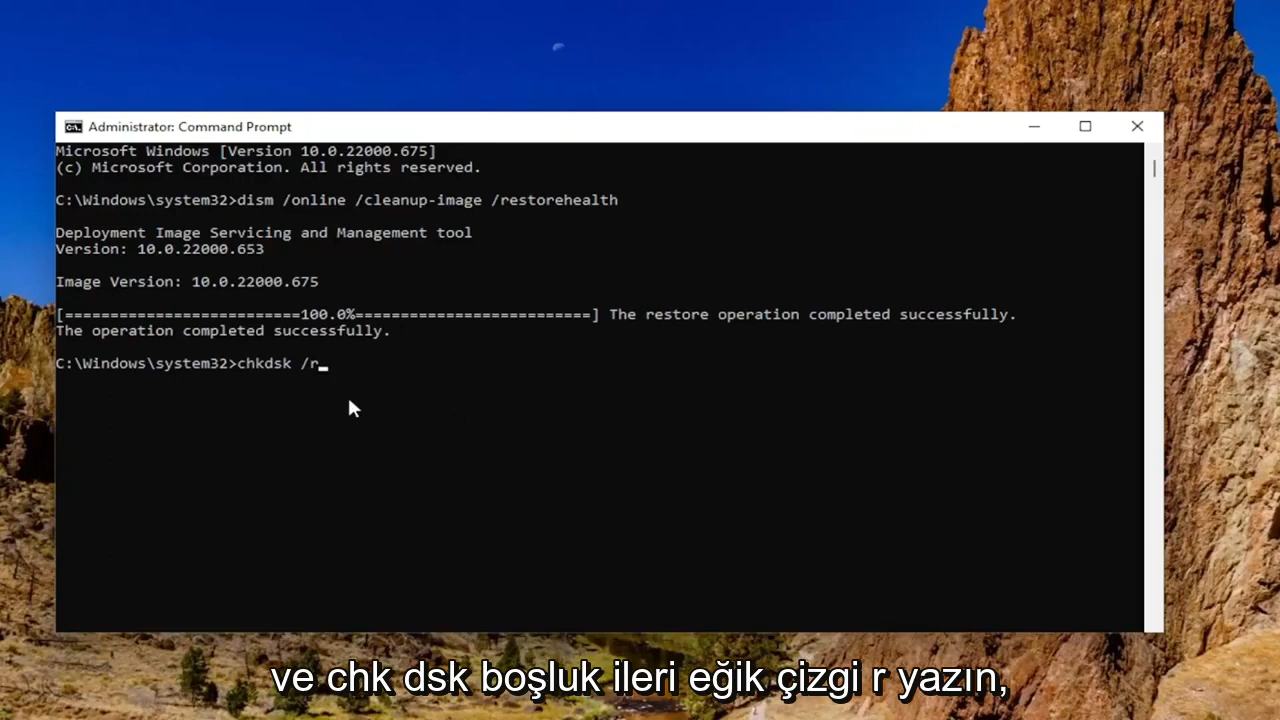 Administrator: Command Prompt
Microsoft Windows [Version 10.0.22000.675]
(c) Microsoft Corporation. All rights reserved.
C:\Windows\system32>dism /online /cleanup-image /restorehealth
Deployment Image Servicing and Management tool
Version: 10.0.22000.653
Image Version: 10.0.22000.675
[==========================100.0%==========================] The restore operation completed successfully.
The operation completed successfully.
C:\Windows\system32>chkdsk /r
ve chk dsk boşluk ileri eğik çizgi r yazın,